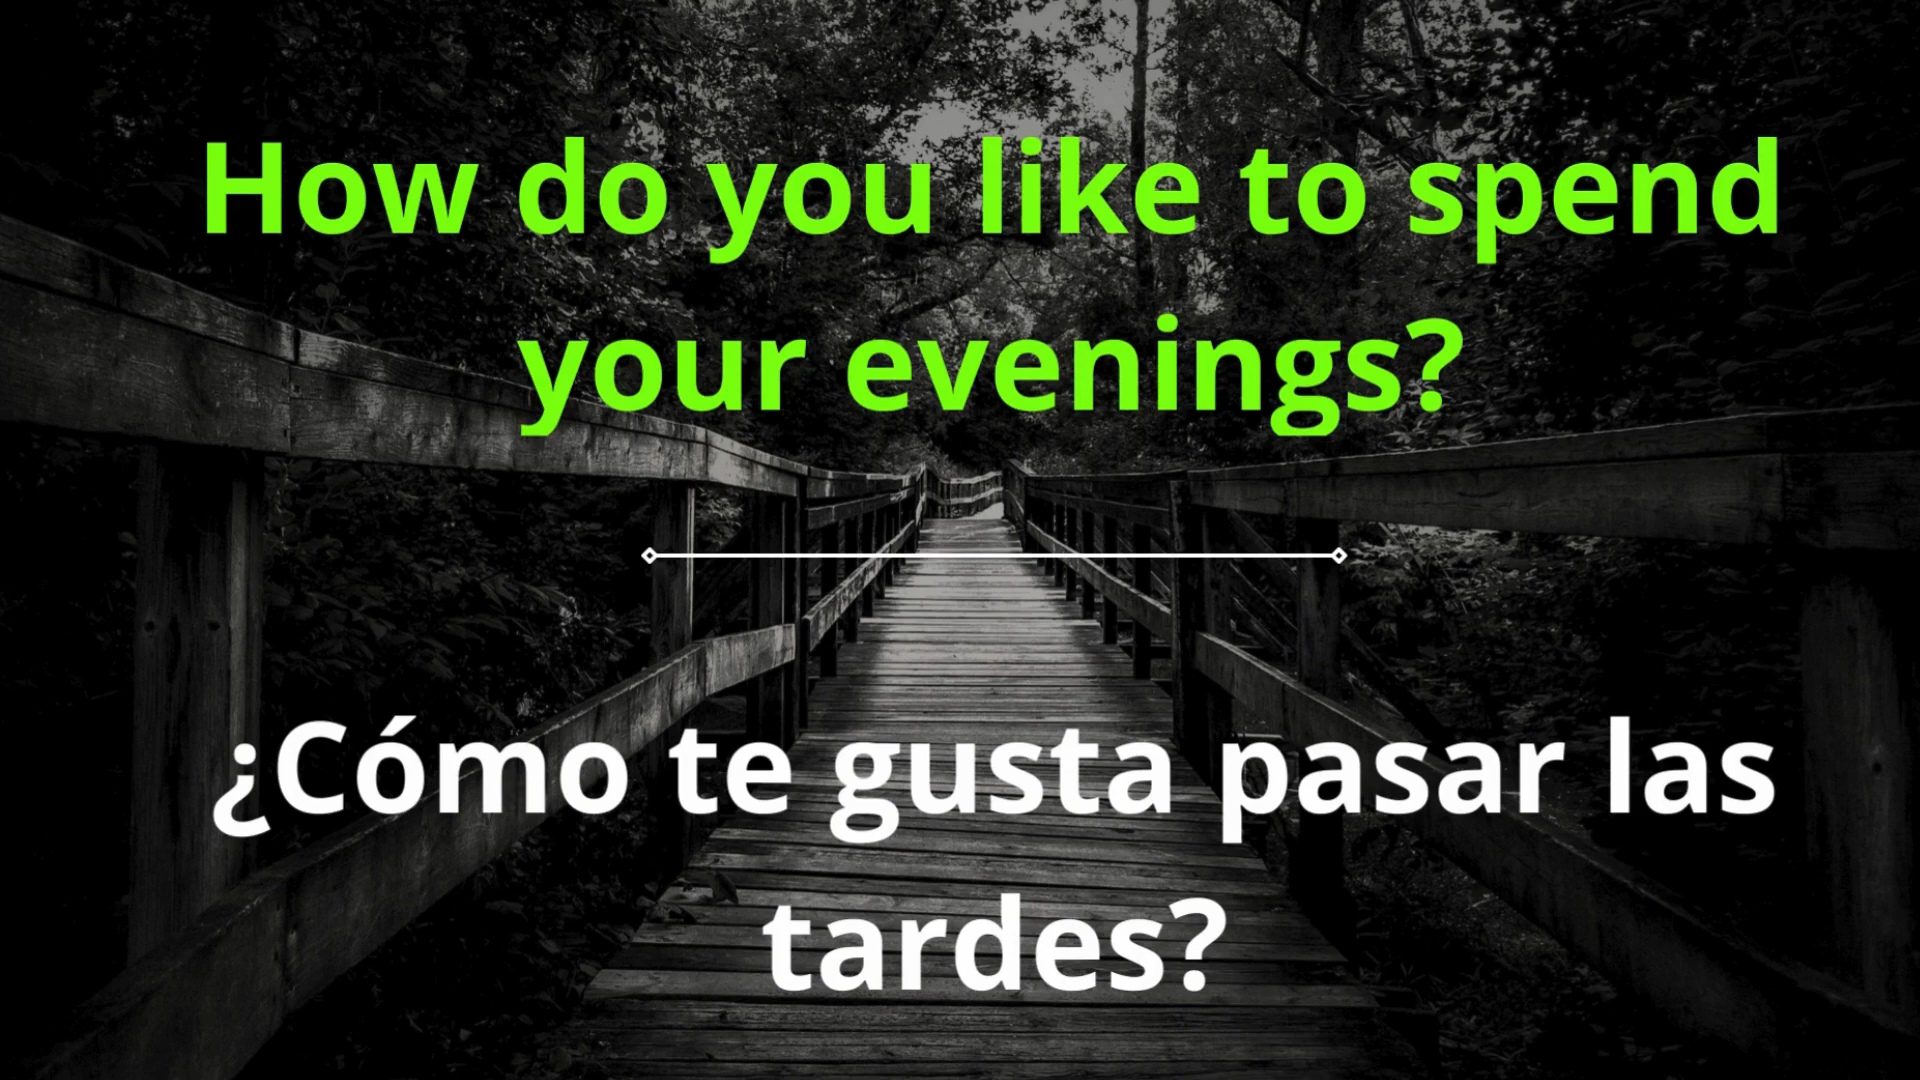 How do you like to spend
your evenings?
¿Cómo te gusta pasar las
tardes?